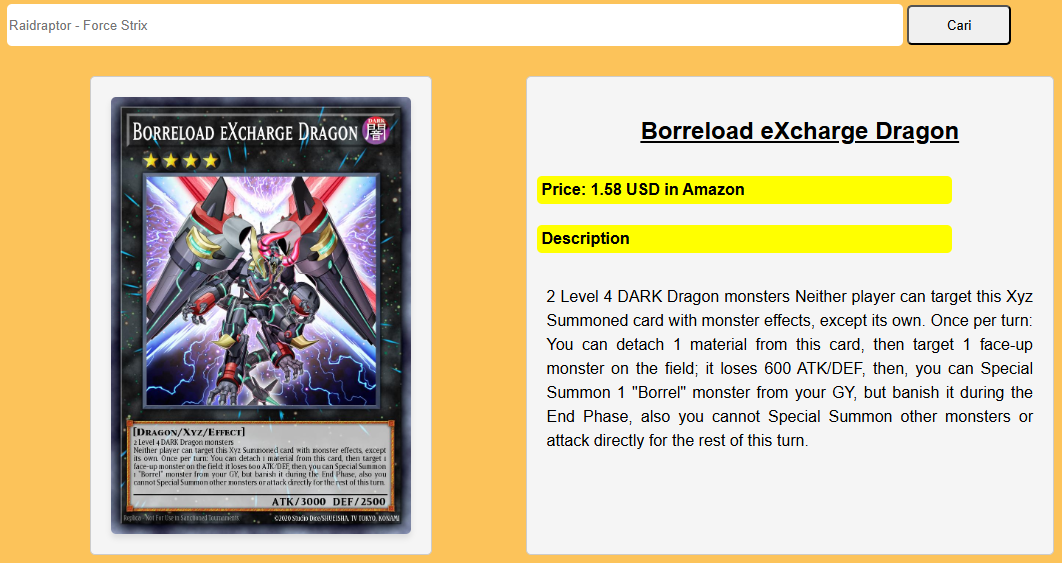 Raidraptor - Force Strix
Cari
BORRELOAD EXCHARGE DRAGON
DARK
闇
[DRAGON/XYZ/EFFECT]
2 Level 4 DARK Dragon monsters
Neither player can target this Xyz Summoned card with monster effects, except
its own. Once per turn: You can detach 1 material from this card, then target 1
face-up monster on the field; it loses 600 ATK/DEF, then, you can Special Summon
1 "Borrel" monster from your GY, but banish it during the End Phase, also you
cannot Special Summon other monsters or attack directly for the rest of this turn.
ATK/3000 DEF/2500
Replica - Not For Use in Sanctioned Tournaments
©2020 Studio Dice/SHUEISHA, TV TOKYO, KONAMI
Borreload eXcharge Dragon
Price: 1.58 USD in Amazon
Description
2 Level 4 DARK Dragon monsters Neither player can target this Xyz
Summoned card with monster effects, except its own. Once per turn:
You can detach 1 material from this card, then target 1 face-up
monster on the field; it loses 600 ATK/DEF, then, you can Special
Summon 1 "Borrel" monster from your GY, but banish it during the
End Phase, also you cannot Special Summon other monsters or
attack directly for the rest of this turn.